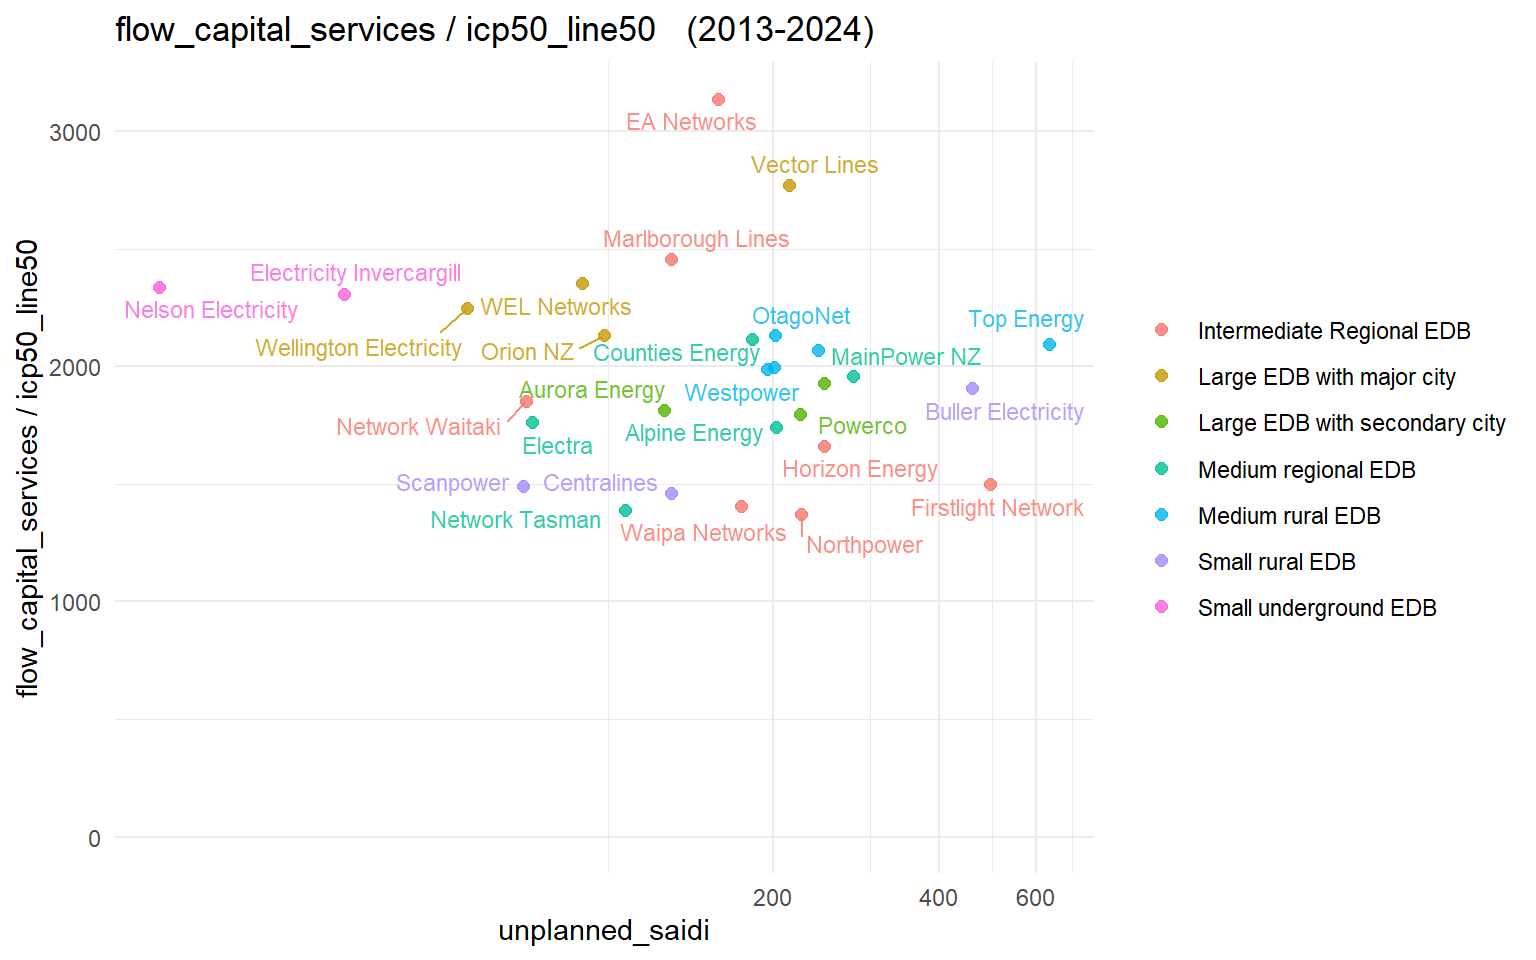 flow_capital_services / icp50_line50 (2013-2024)
flow_capital_services / icp50_line50
3000
2000
1000
0
EA Networks
Vector Lines
Marlborough Lines
Electricity Invercargill
Nelson Electricity
WEL Networks
OtagoNet
Top Energy
Wellington Electricity
Orion NZ
Counties Energy
MainPower NZ
Aurora Energy
Westpower
Buller Electricity
Network Waitaki
Alpine Energy
Powerco
Electra
Horizon Energy
Scanpower
Centralines
Firstlight Network
Network Tasman
Waipa Networks
Northpower
200
400
600
unplanned_saidi
Intermediate Regional EDB
Large EDB with major city
Large EDB with secondary city
Medium regional EDB
Medium rural EDB
Small rural EDB
Small underground EDB